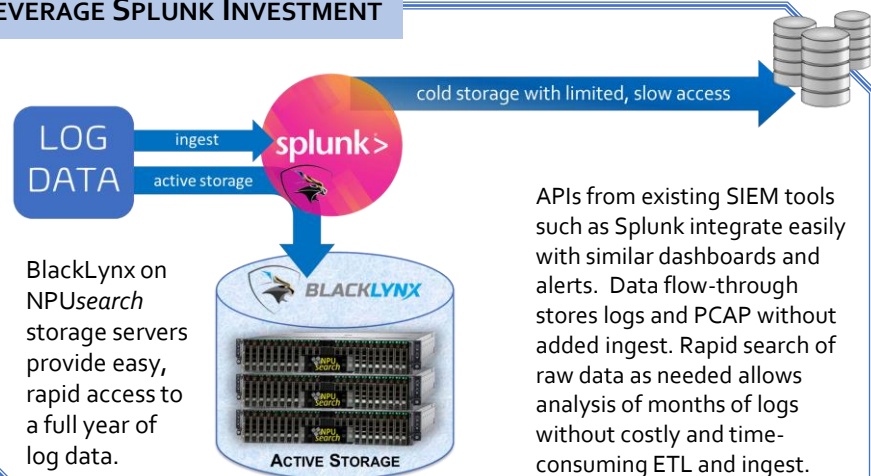 EVERAGE SPLUNK INVESTMENT
cold storage with limited, slow access
LOG
DATA
ingest
active storage
splunk>
BlackLynx on
NPUsearch
storage servers
provide easy,
rapid access to
a full year of
log data.
BLACKLYNX
NPU
Search
NPU
Search
NPU
Search
ACTIVE STORAGE
APIs from existing SIEM tools
such as Splunk integrate easily
with similar dashboards and
alerts.  Data flow-through
stores logs and PCAP without
added ingest. Rapid search of
raw data as needed allows
analysis of months of logs
without costly and time-
consuming ETL and ingest.